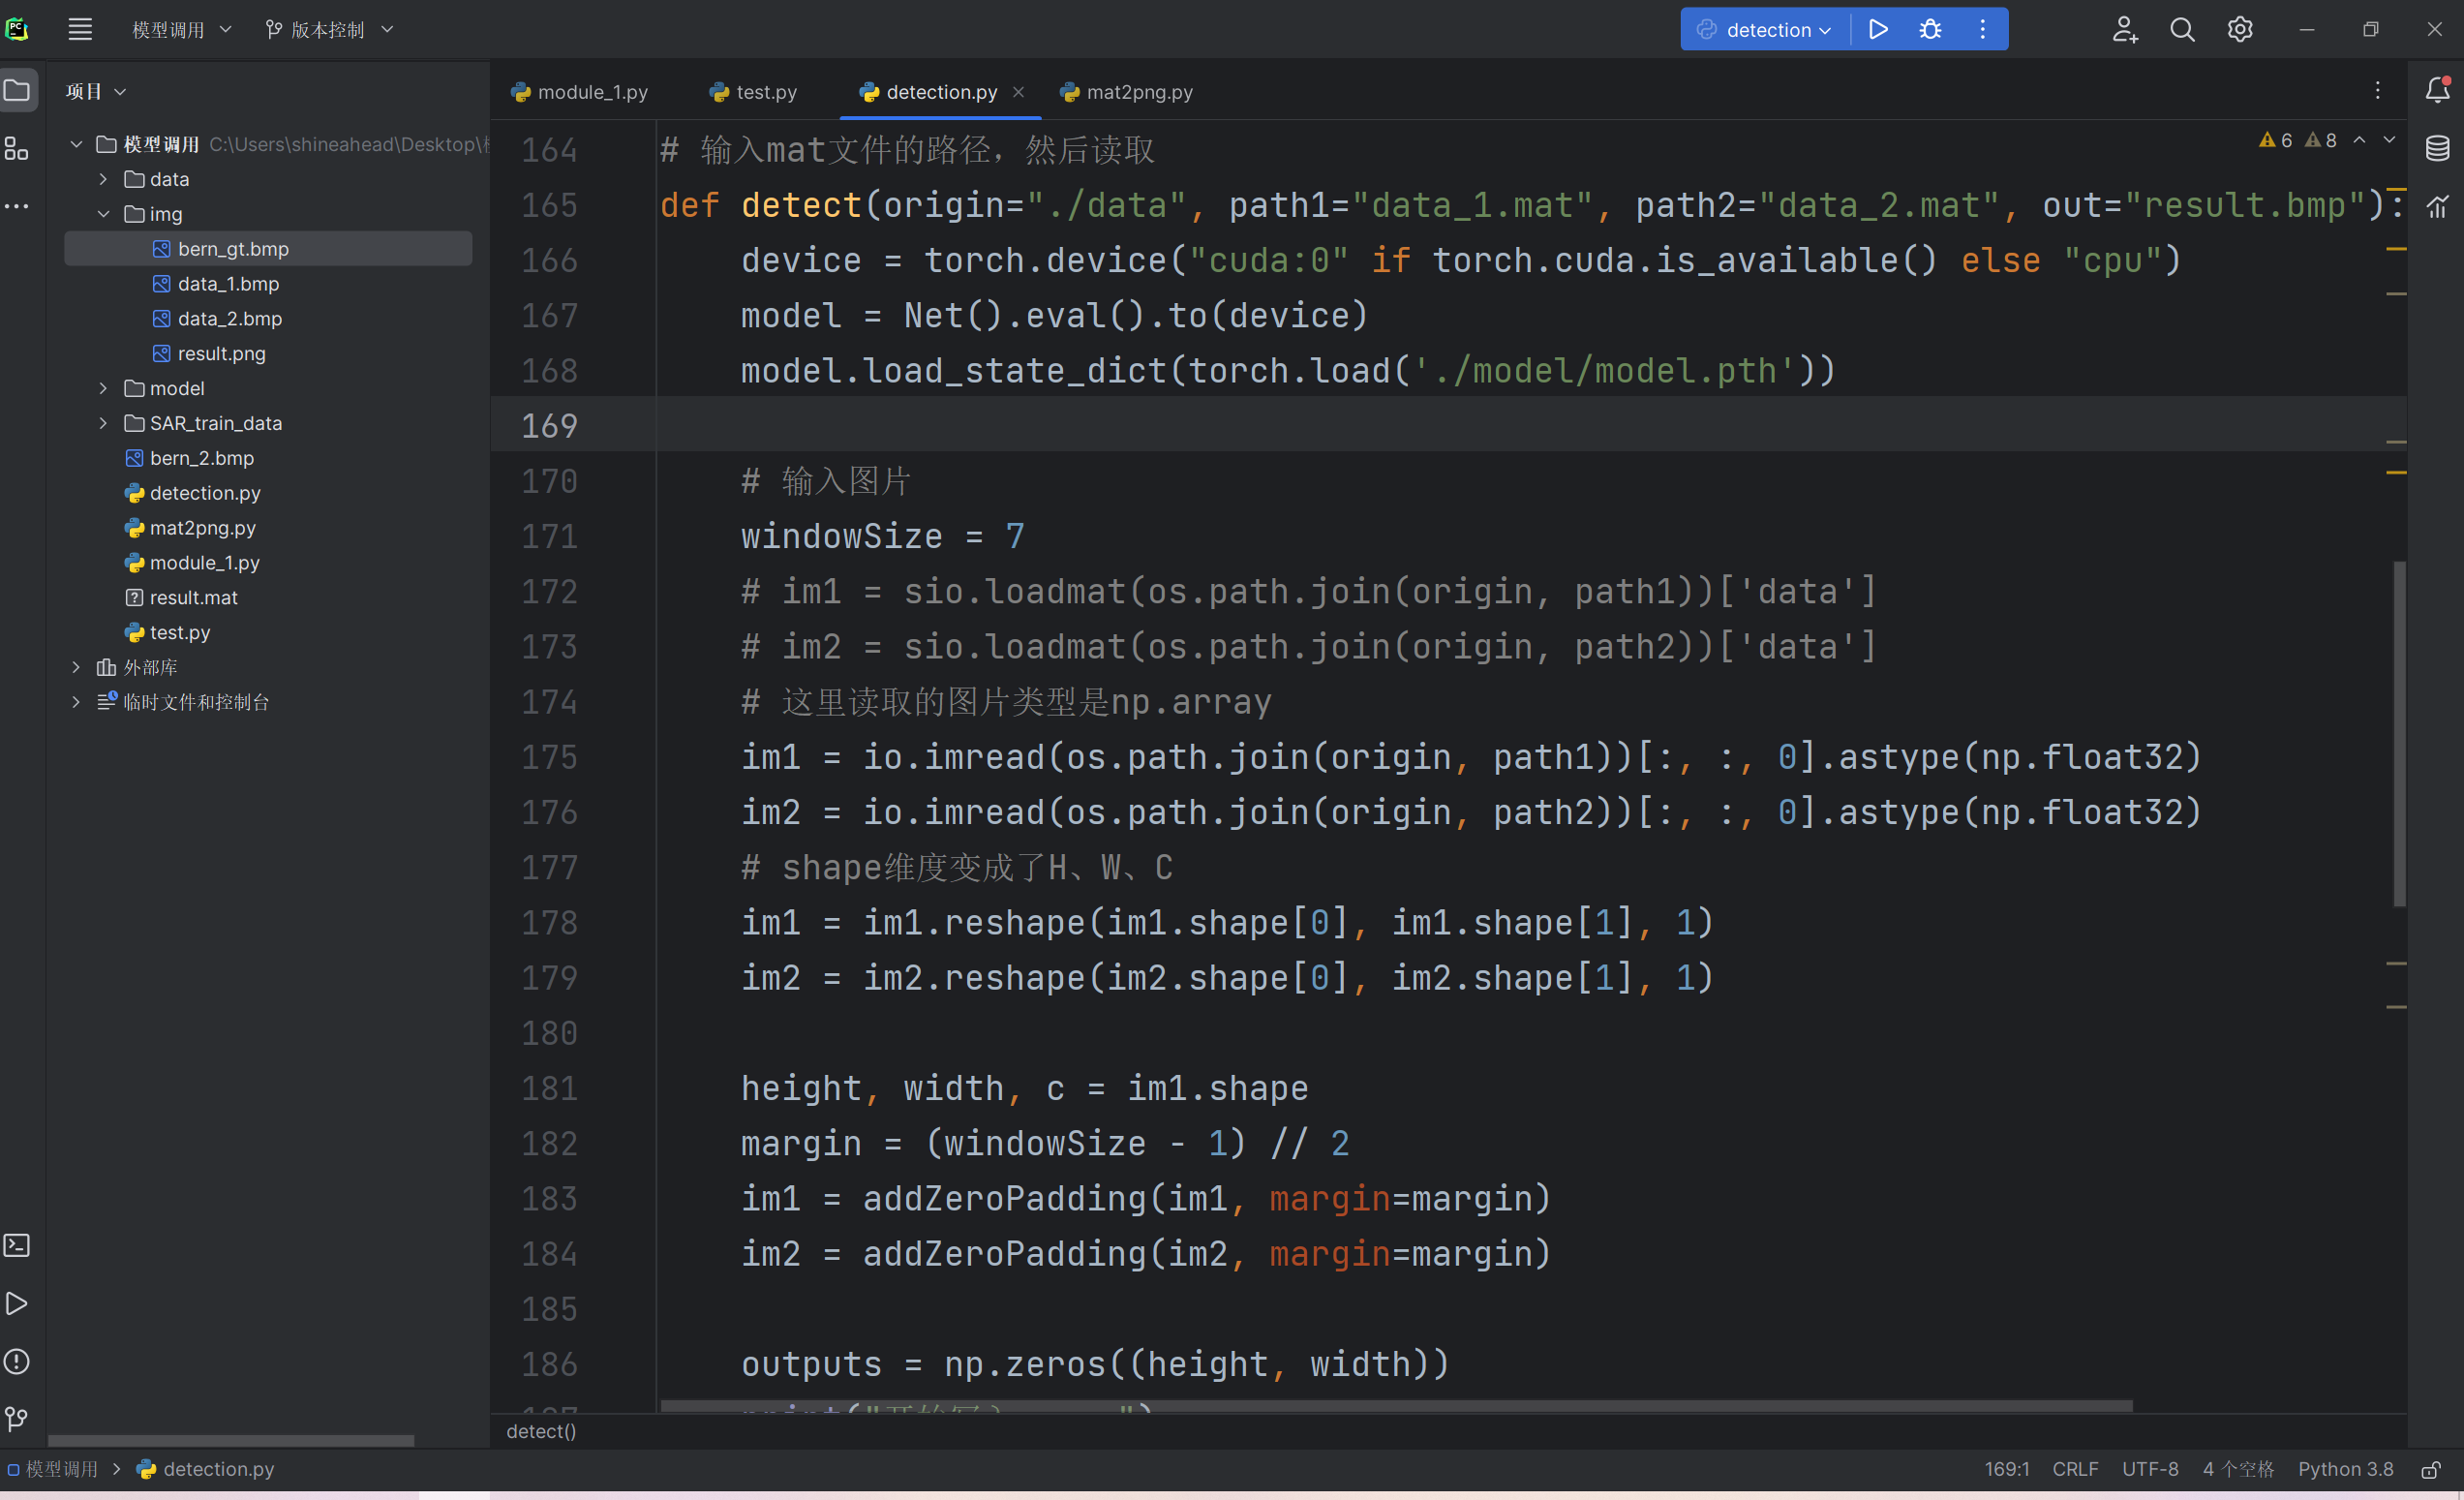 模型调用
版本控制
detection
项目
module_1.py
test.py
detection.py
mat2png.py
模型调用 C:\Users\shineahead\Desktop\
data
img
bern_gt.bmp
data_1.bmp
data_2.bmp
result.png
model
SAR_train_data
bern_2.bmp
detection.py
mat2png.py
module_1.py
result.mat
test.py
外部库
临时文件和控制台
6
8
164 # 输入mat文件的路径，然后读取
165 def detect(origin="./data", path1="data_1.mat", path2="data_2.mat", out="result.bmp"):
166 device = torch.device("cuda:0" if torch.cuda.is_available() else "cpu")
167 model = Net().eval().to(device)
168 model.load_state_dict(torch.load('./model/model.pth'))
169
170 # 输入图片
171 windowSize = 7
172 # im1 = sio.loadmat(os.path.join(origin, path1))['data']
173 # im2 = sio.loadmat(os.path.join(origin, path2))['data']
174 # 这里读取的图片类型是np.array
175 im1 = io.imread(os.path.join(origin, path1))[:, :, 0].astype(np.float32)
176 im2 = io.imread(os.path.join(origin, path2))[:, :, 0].astype(np.float32)
177 # shape维度变成了H、W、C
178 im1 = im1.reshape(im1.shape[0], im1.shape[1], 1)
179 im2 = im2.reshape(im2.shape[0], im2.shape[1], 1)
180
181 height, width, c = im1.shape
182 margin = (windowSize - 1) // 2
183 im1 = addZeroPadding(im1, margin=margin)
184 im2 = addZeroPadding(im2, margin=margin)
185
186 outputs = np.zeros((height, width))
detect()
模型调用
detection.py
169:1
CRLF
UTF-8
4 个空格
Python 3.8